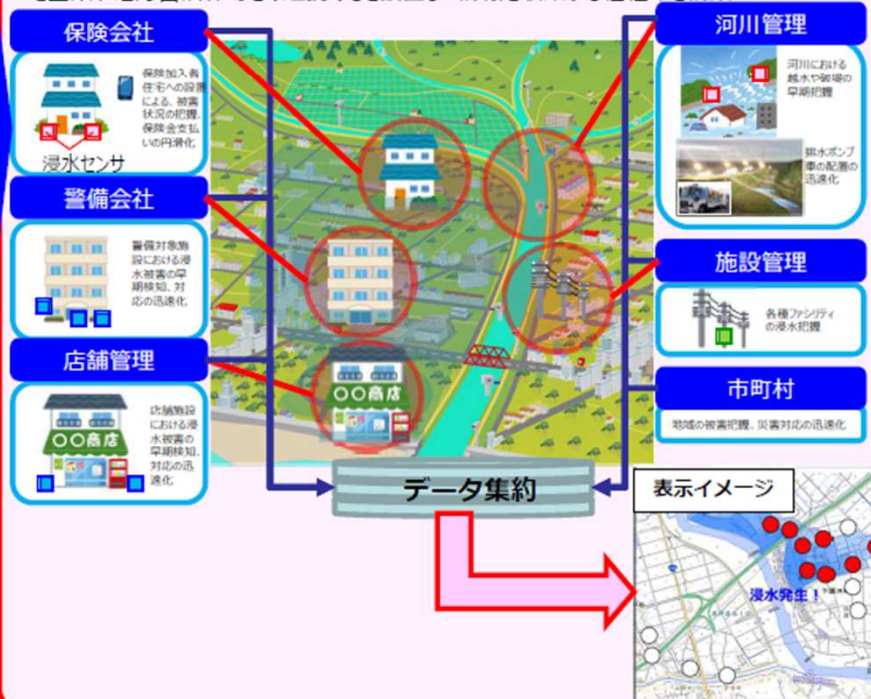 保険会社
保険加入者
住宅への設置
による、被害
状況の把握、
保険金支払
いの円滑化
浸水センサ
警備会社
警備対象施
設における浸
水被害の早
期検知、対
応の迅速化
店舗管理
店舗施設
における浸
水被害の
早期検知、
対応の迅
速化
〇〇商店
〇〇商店
河川管理
河川における
越水や破堤の
早期把握
排水ポンプ
車の配置の
迅速化
施設管理
各種ファシリティ
の浸水把握
市町村
地域の被害把握、災害対応の迅速化
データ集約
表示イメージ
浸水発生！